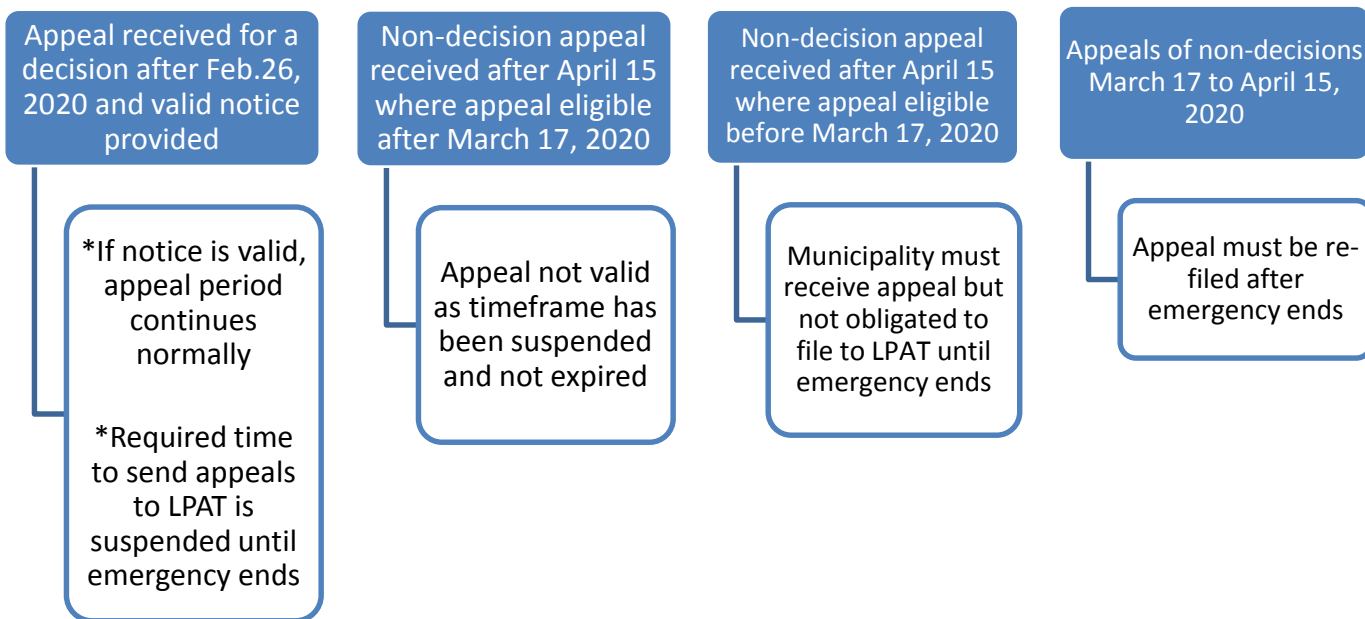 Appeal received for a
decision after Feb.26,
2020 and valid notice
provided
*If notice is valid,
appeal period
continues
normally
*Required time
to send appeals
to LPAT is
suspended until
emergency ends
Non-decision appeal
received after April 15
where appeal eligible
after March 17, 2020
Appeal not valid
as timeframe has
been suspended
and not expired
Non-decision appeal
received after April 15
where appeal eligible
before March 17, 2020
Municipality must
receive appeal but
not obligated to
file to LPAT until
emergency ends
Appeals of non-decisions
March 17 to April 15,
2020
Appeal must be re-
filed after
emergency ends